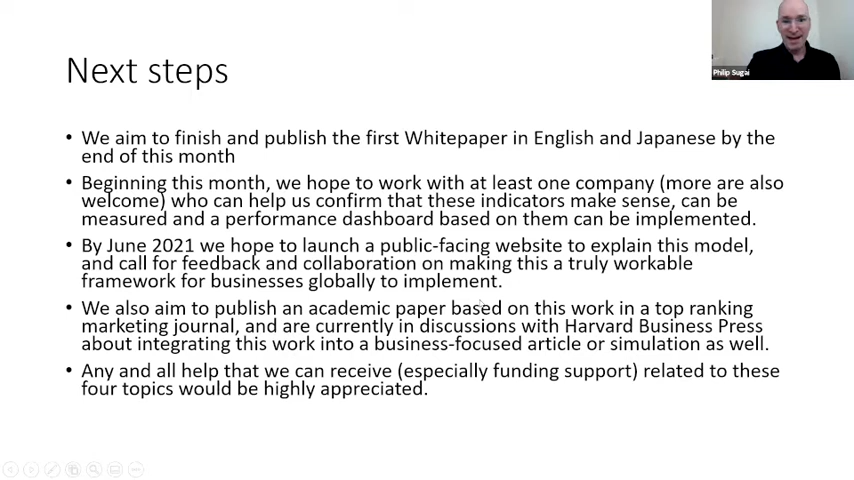 Next steps
• We aim to finish and publish the first Whitepaper in English and Japanese by the
end of this month
• Beginning this month, we hope to work with at least one company (more are also
welcome) who can help us confirm that these indicators make sense, can be
measured and a performance dashboard based on them can be implemented.
• By June 2021 we hope to launch a public-facing website to explain this model,
and call for feedback and collaboration on making this a truly workable
framework for businesses globally to implement.
• We also aim to publish an academic paper based on this work in a top ranking
marketing journal, and are currently in discussions with Harvard Business Press
about integrating this work into a business-focused article or simulation as well.
• Any and all help that we can receive (especially funding support) related to these
four topics would be highly appreciated.
Philip Sugai